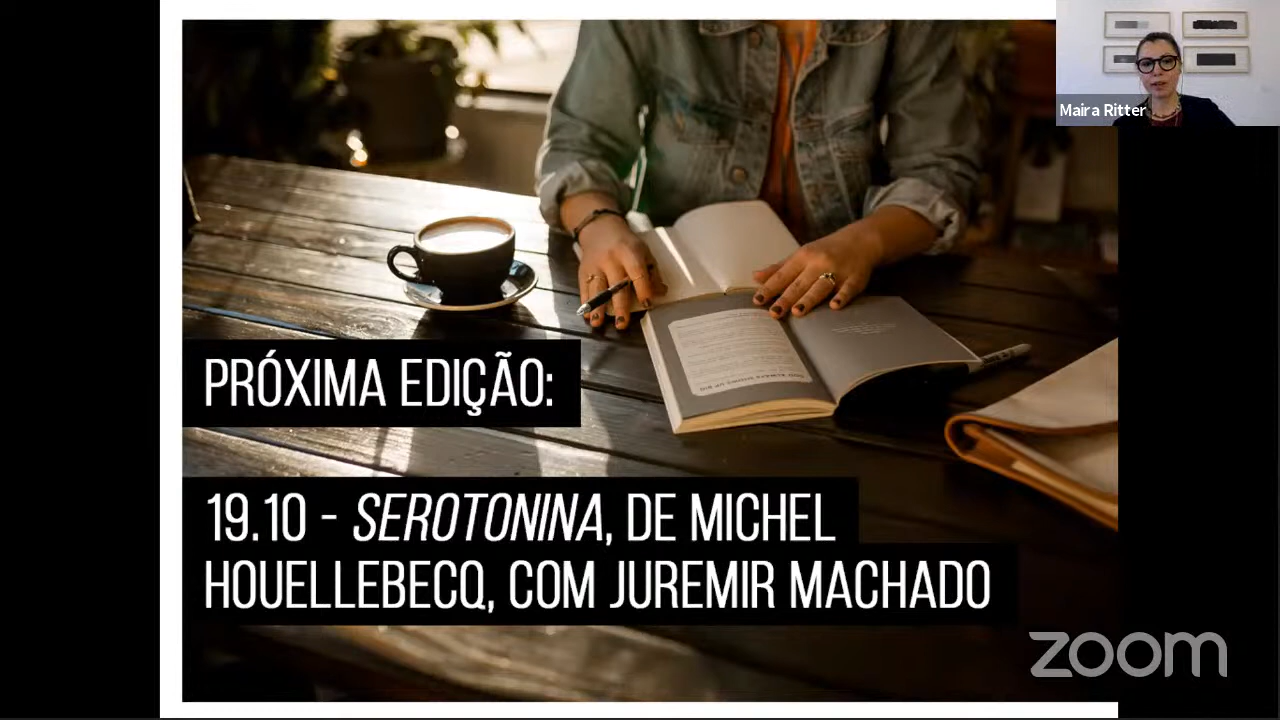 Maira Ritter
PRÓXIMA EDIÇÃO:
19.10 - SEROTONINA, DE MICHEL
HOUELLEBECQ, COM JUREMIR MACHADO
zoom